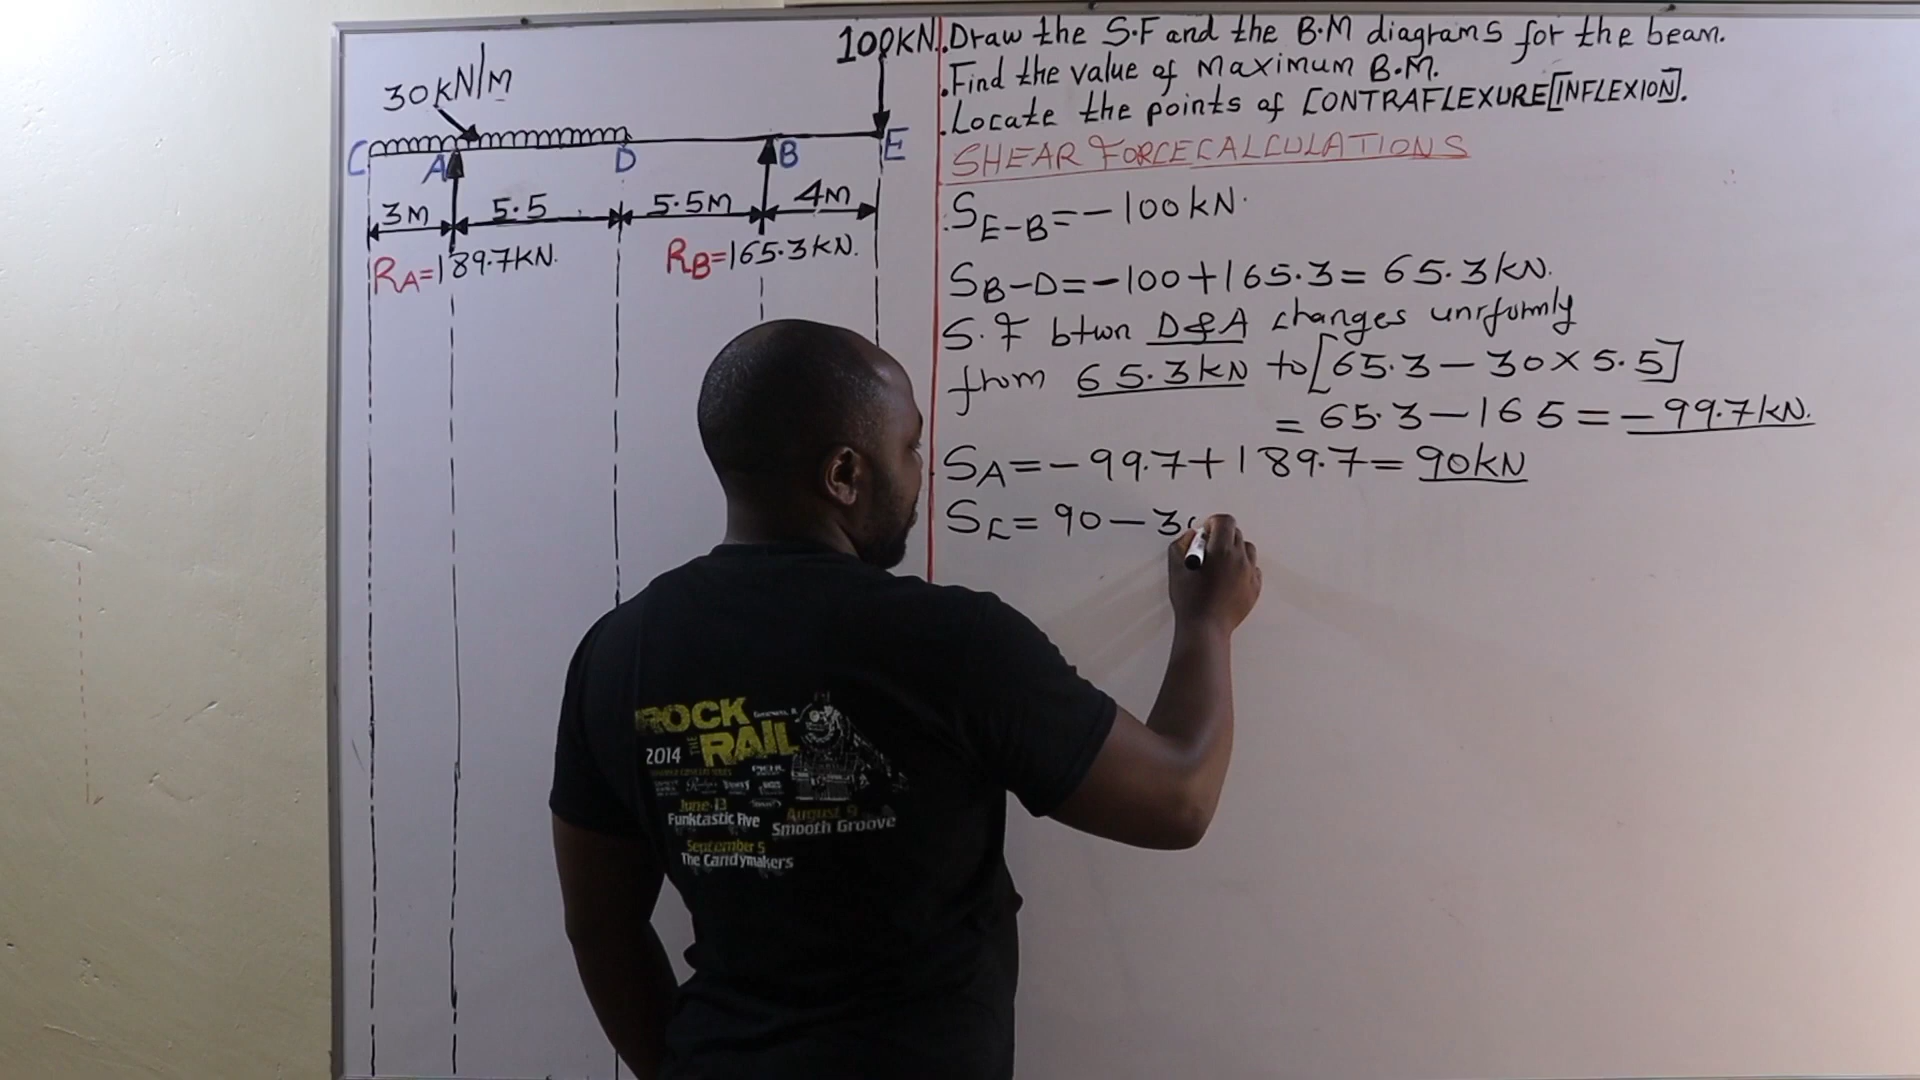 100KN
30KN/m
C A D B E
3m 5.5 5.5m 4m
RA=189.7KN. RB=165.3KN.
.Draw the S.F and the B.M diagrams for the beam.
.Find the value of maximum B.M.
.Locate the points of CONTRAFLEXURE[INFLEXION].
SHEAR FORCE CALCULATIONS
SE-B=-100KN.
SB-D=-100+165.3=65.3KN.
S.F btwn D&A changes uniformly
from 65.3KN to [65.3-30×5.5]
=65.3-165=-99.7KN.
SA=-99.7+189.7=90KN
SC=90-3
ROCK
THE
2014 RAIL
June 13
Funktastic Five
August 9
Smooth Groove
September 5
The Candymakers